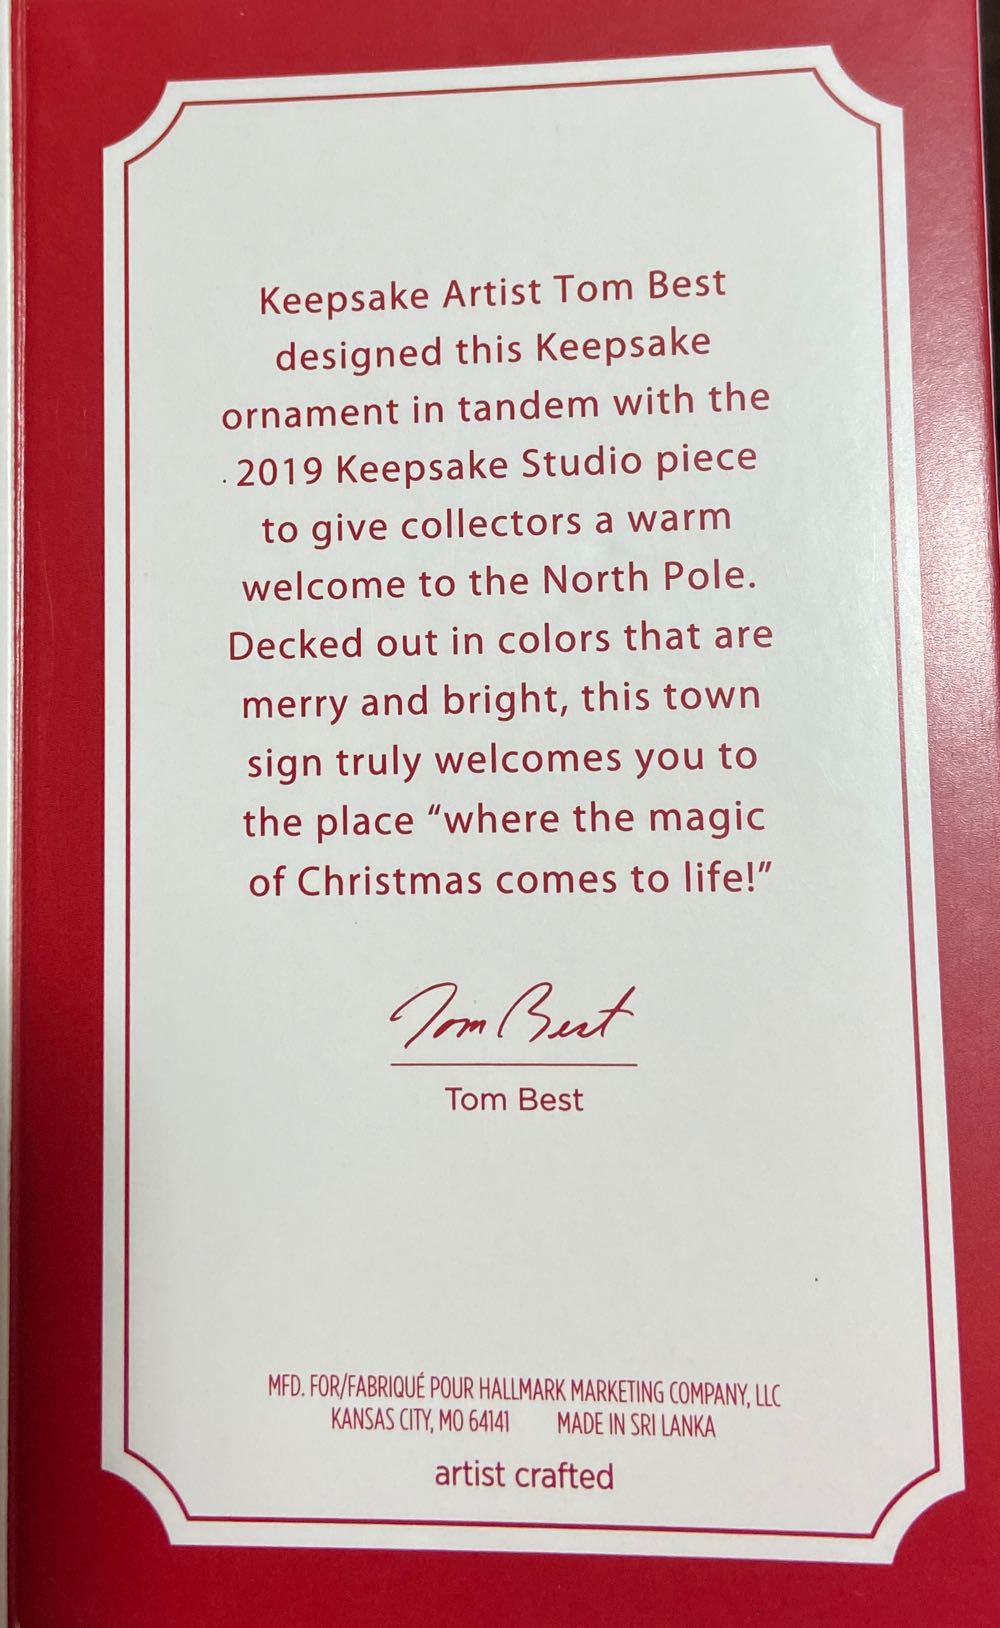 Keepsake Artist Tom Best
designed this Keepsake
ornament in tandem with the
2019 Keepsake Studio piece
to give collectors a warm
welcome to the North Pole.
Decked out in colors that are
merry and bright, this town
sign truly welcomes you to
the place “where the magic
of Christmas comes to life!”
Tom Best
Tom Best
MFD. FOR/FABRIQUÉ POUR HALLMARK MARKETING COMPANY, LLC
KANSAS CITY, MO 64141 MADE IN SRI LANKA
artist crafted